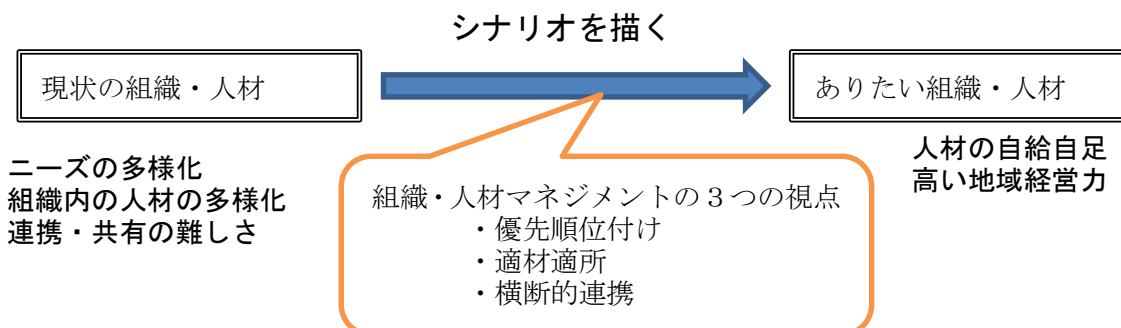 シナリオを描く
現状の組織・人材
ありたい組織・人材
ニーズの多様化
組織内の人材の多様化
連携・共有の難しさ
人材の自給自足
高い地域経営力
組織・人材マネジメントの３つの視点
・優先順位付け
・適材適所
・横断的連携